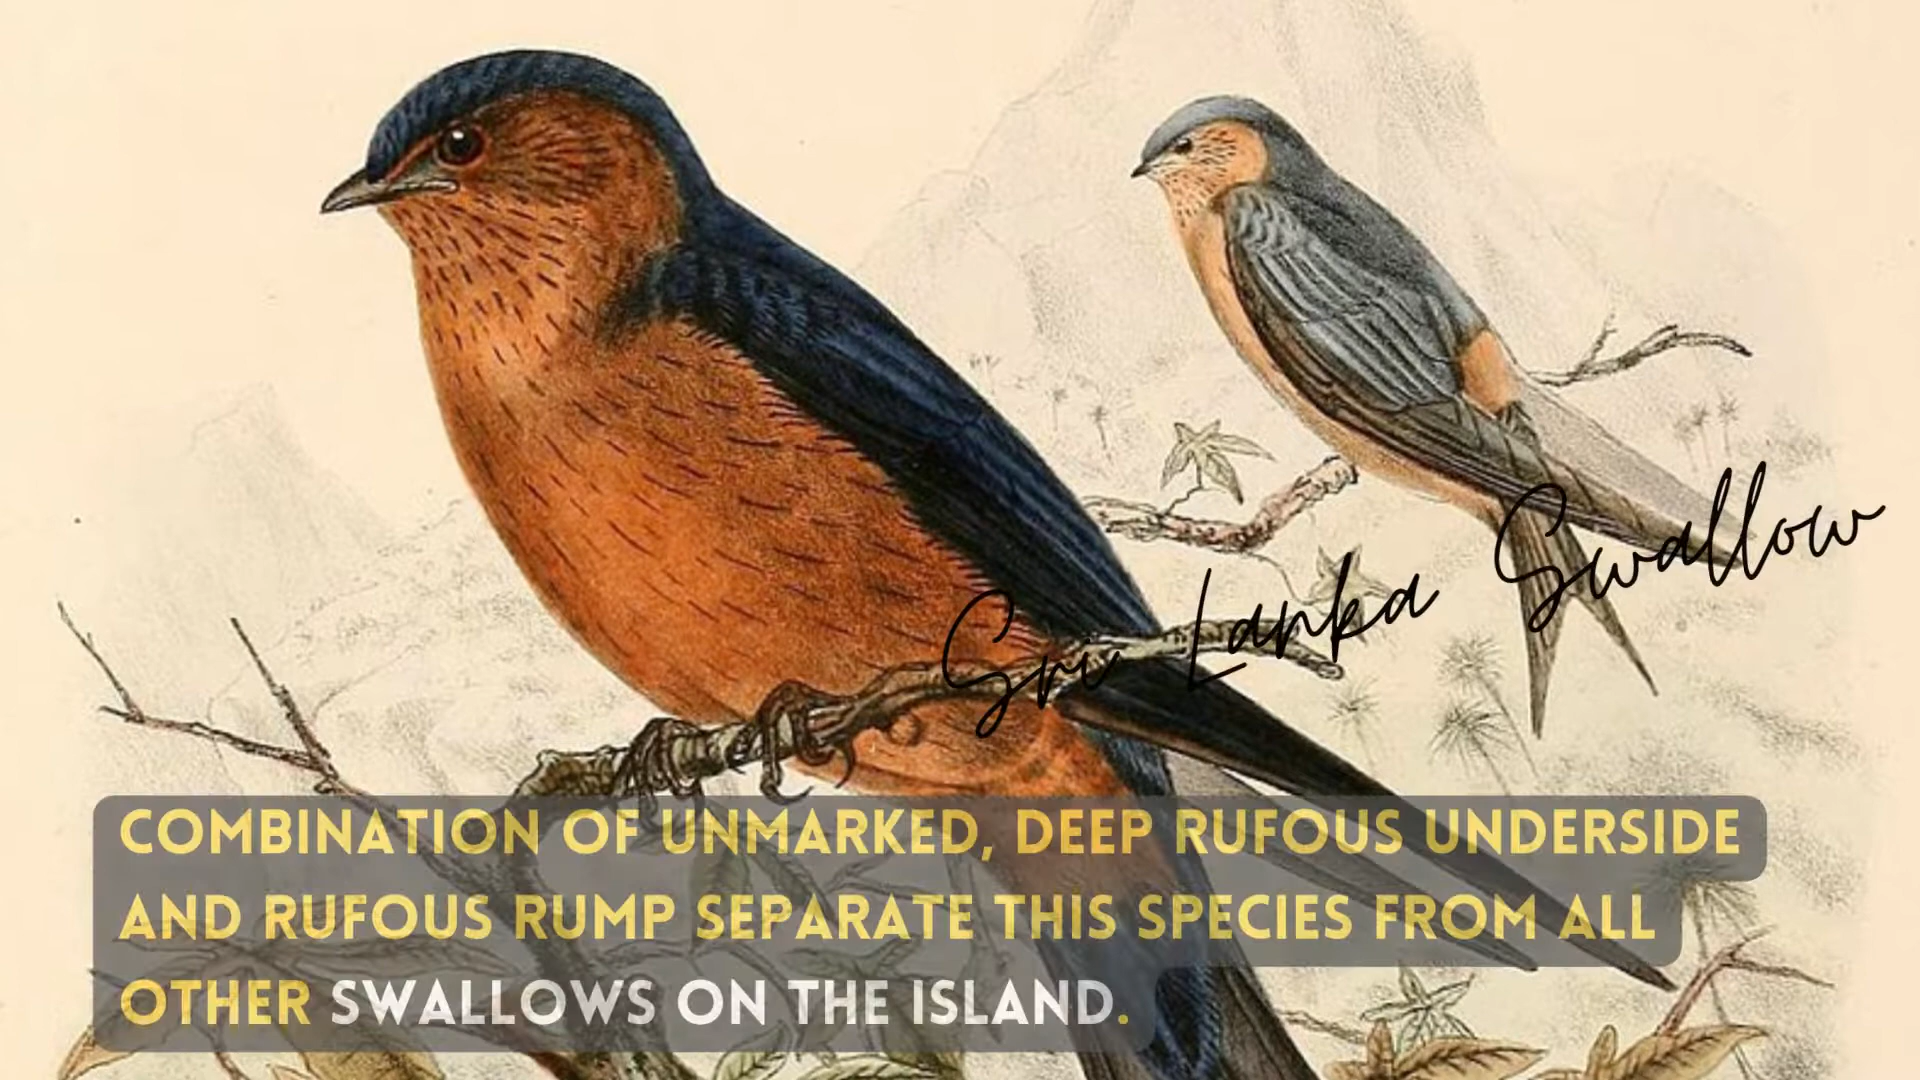 Sri Lanka Swallow
COMBINATION OF UNMARKED, DEEP RUFOUS UNDERSIDE
AND RUFOUS RUMP SEPARATE THIS SPECIES FROM ALL
OTHER SWALLOWS ON THE ISLAND.